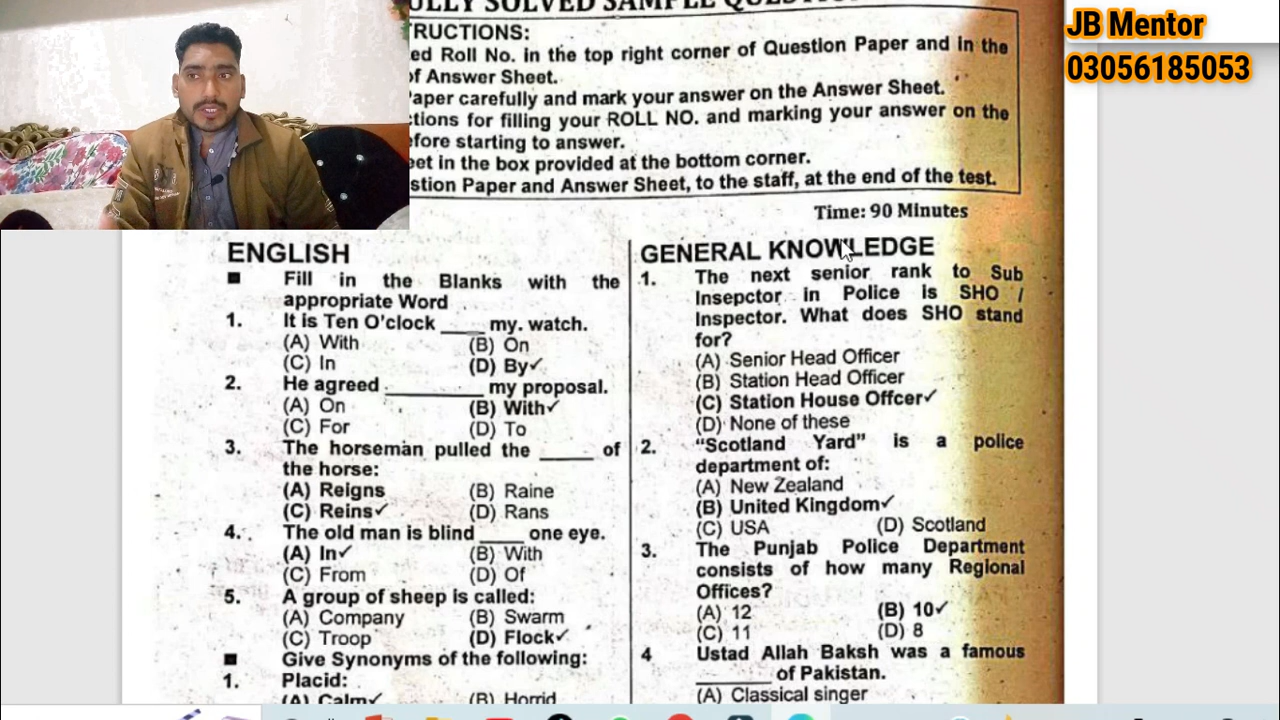 JB Mentor
03056185053
ULLY SOLVED SAMPLE QUESTION
RUCTIONS:
ed Roll No. in the top right corner of Question Paper and in the
of Answer Sheet.
aper carefully and mark your answer on the Answer Sheet.
tions for filling your ROLL NO. and marking your answer on the
efore starting to answer.
eet in the box provided at the bottom corner.
stion Paper and Answer Sheet, to the staff, at the end of the test.
Time: 90 Minutes
ENGLISH
■ Fill in the Blanks with the
appropriate Word
1. It is Ten O'clock ____ my. watch.
(A) With (B) On
(C) In (D) By✓
2. He agreed _________ my proposal.
(A) On (B) With✓
(C) For (D) To
3. The horseman pulled the _____ of
the horse:
(A) Reigns (B) Raine
(C) Reins✓ (D) Rans
4. The old man is blind ____ one eye.
(A) In✓ (B) With
(C) From (D) Of
5. A group of sheep is called:
(A) Company (B) Swarm
(C) Troop (D) Flock✓
■ Give Synonyms of the following:
1. Placid:
(A) Calm✓ (B) Horrid
GENERAL KNOWLEDGE
1. The next senior rank to Sub
Insepctor in Police is SHO /
Inspector. What does SHO stand
for?
(A) Senior Head Officer
(B) Station Head Officer
(C) Station House Offcer✓
(D) None of these
2. "Scotland Yard" is a police
department of:
(A) New Zealand
(B) United Kingdom✓
(C) USA (D) Scotland
3. The Punjab Police Department
consists of how many Regional
Offices?
(A) 12 (B) 10✓
(C) 11 (D) 8
4 Ustad Allah Baksh was a famous
_______ of Pakistan.
(A) Classical singer